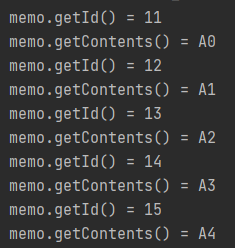 memo.getId() = 11
memo.getContents() = A0
memo.getId() = 12
memo.getContents() = A1
memo.getId() = 13
memo.getContents() = A2
memo.getId() = 14
memo.getContents() = A3
memo.getId() = 15
memo.getContents() = A4